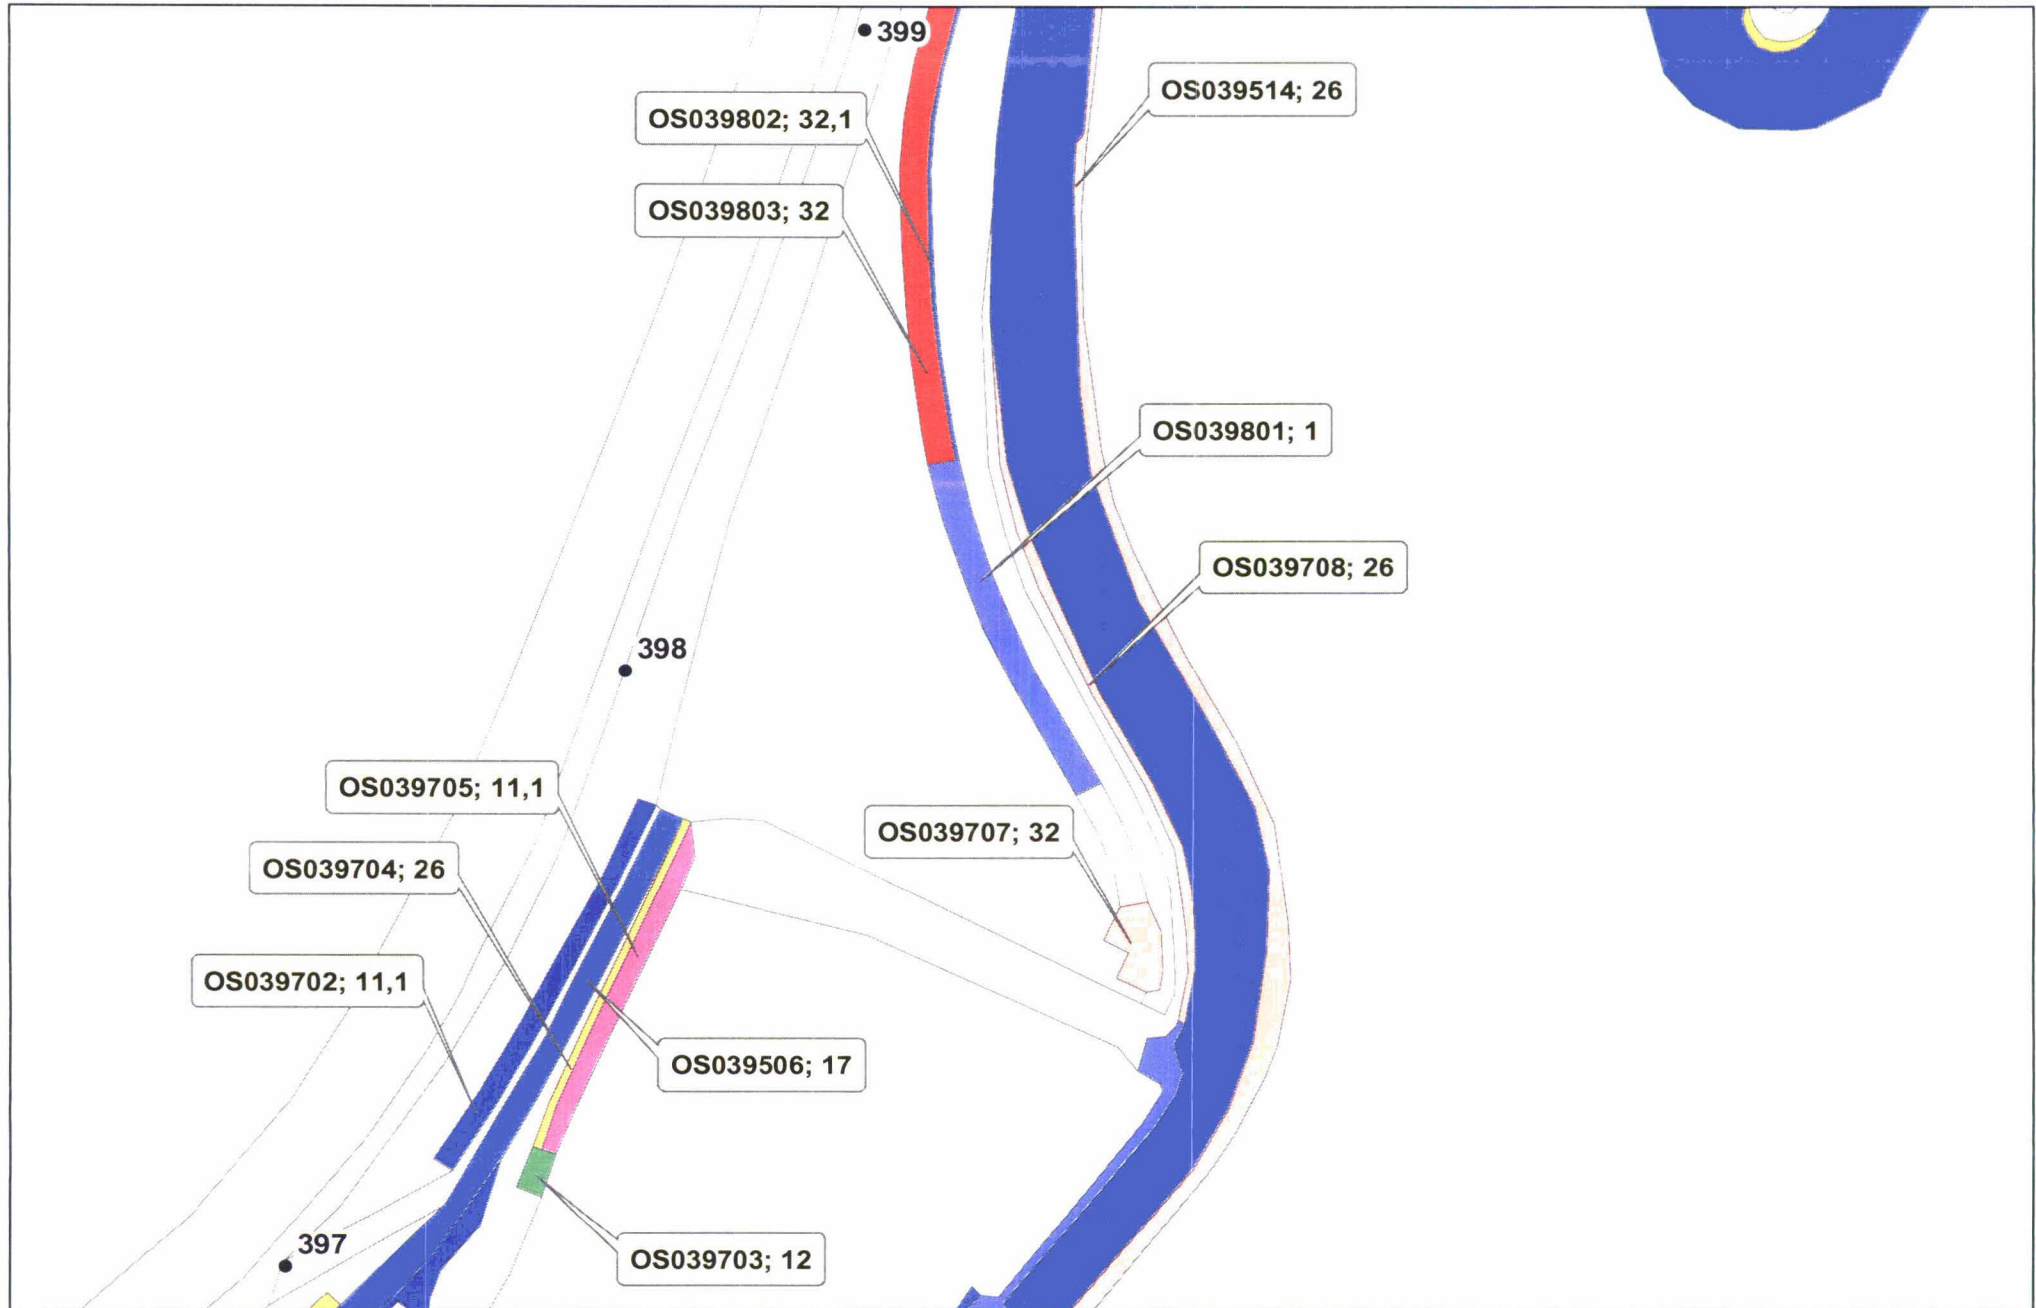 399
OS039514; 26
OS039802; 32,1
OS039803; 32
OS039801; 1
OS039708; 26
398
OS039705; 11,1
OS039707; 32
OS039704; 26
OS039702; 11,1
OS039506; 17
397
OS039703; 12